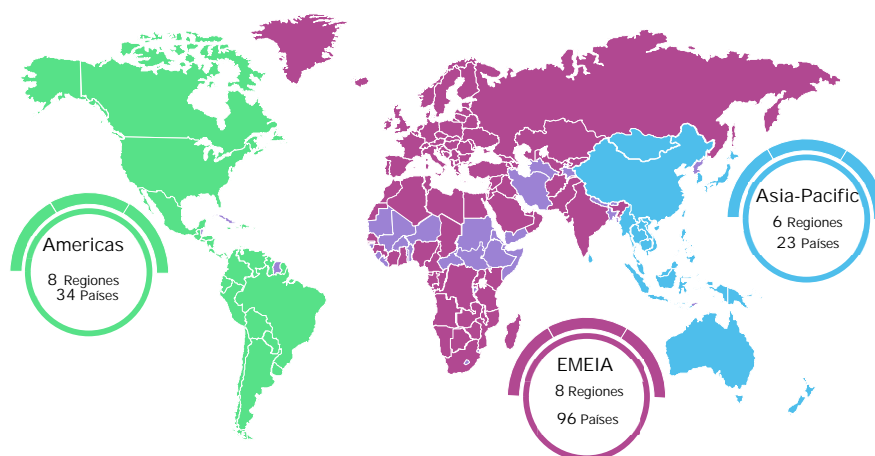 Americas
8 Regiones
34 Países
EMEIA
8 Regiones
96 Países
Asia-Pacific
6 Regiones
23 Países